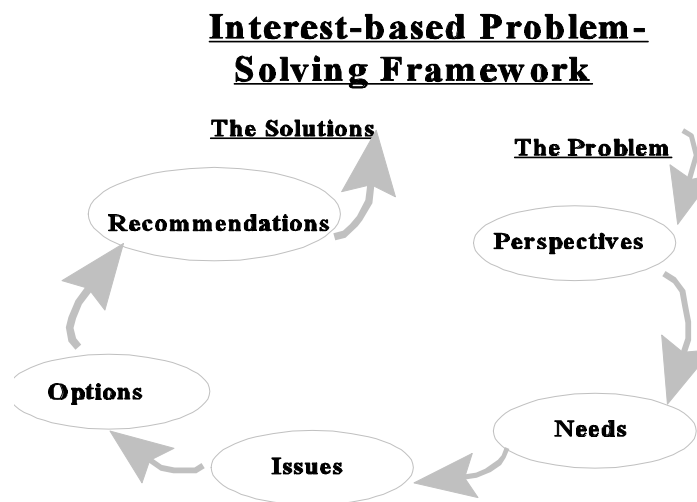 Interest-based Problem-
Solving Framework
The Solutions
The Problem
Recommendations
Perspectives
Options
Needs
Issues